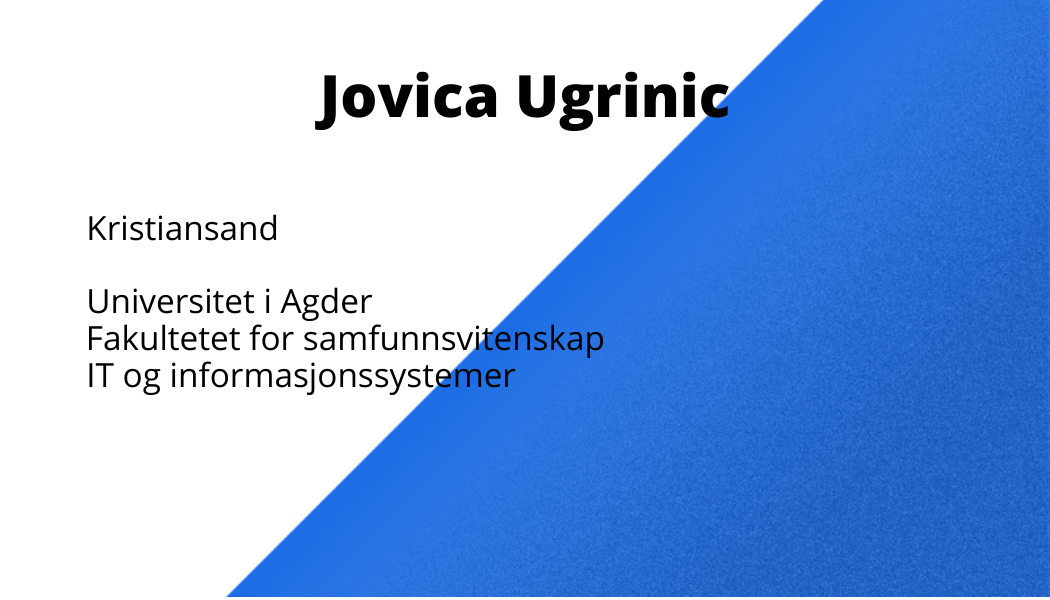 Jovica Ugrinic
Kristiansand
Universitet i Agder
Fakultetet for samfunnsvitenskap
IT og informasjonssystemer